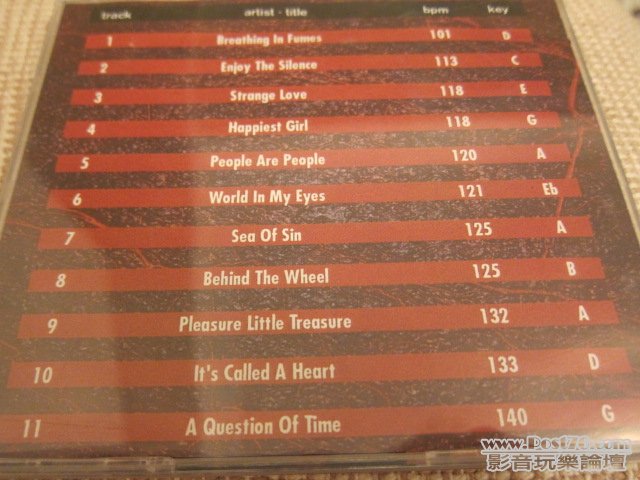 track artist - title bpm key
1 Breathing In Fumes 101 D
2 Enjoy The Silence 113 C
3 Strange Love 118 E
4 Happiest Girl 118 G
5 People Are People 120 A
6 World In My Eyes 121 Eb
7 Sea Of Sin 125 A
8 Behind The Wheel 125 B
9 Pleasure Little Treasure 132 A
10 It's Called A Heart 133 D
11 A Question Of Time 140 G
www.Post76.com
影音玩樂論壇